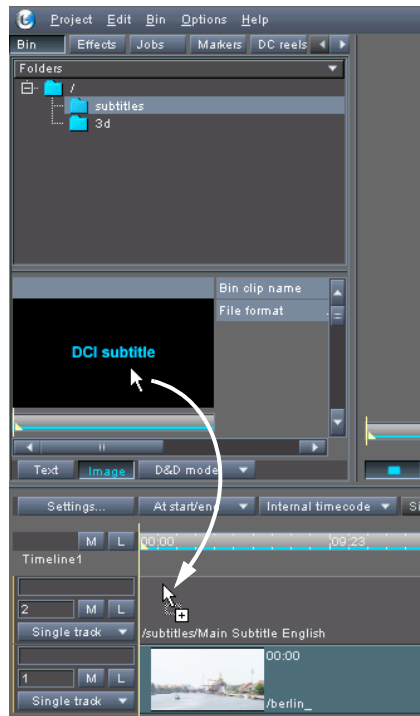 Project Edit Bin Options Help
Bin Effects Jobs Markers DC reels
Folders
/
subtitles
3d
Bin clip name
File format
DCI subtitle
Text Image D&D mode
Settings... At start/end Internal timecode
M L 00:00 09:23
Timeline1
2 M L
Single track /subtitles/Main Subtitle English
00:00
1 M L
Single track /berlin_